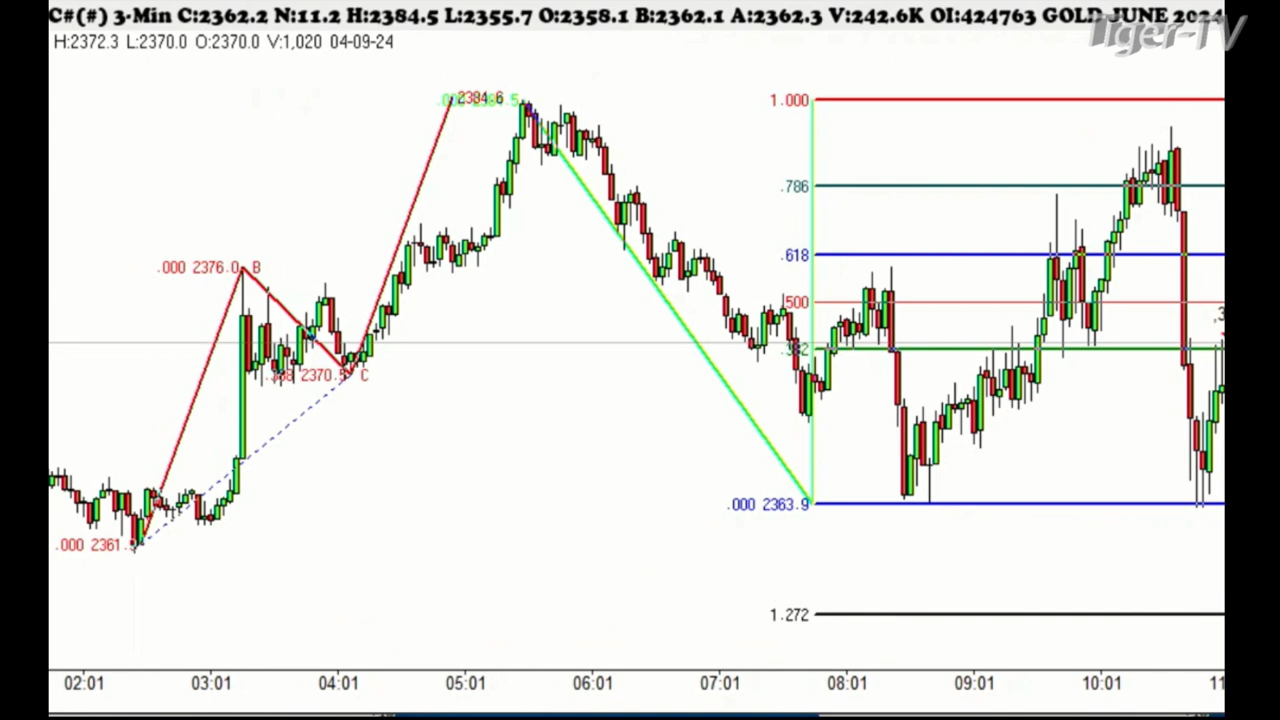 C#(#) 3-Min C:2362.2 N:11.2 H:2384.5 L:2355.7 O:2358.1 B:2362.1 A:2362.3 V:242.6K OI:424763 GOLD JUNE 2024
Tiger-TV
H:2372.3 L:2370.0 O:2370.0 V:1,020 04-09-24
2384.6
1.000
.786
.000 2376.0 B
.618
.500
.382
2370.5 C
.000 2363.9
.000 2361.
1.272
02:01 03:01 04:01 05:01 06:01 07:01 08:01 09:01 10:01 11